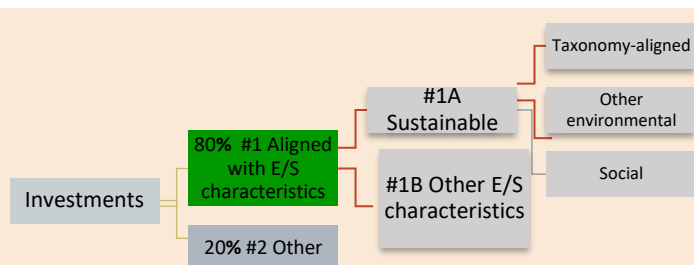 Investments
80% #1 Aligned
with E/S
characteristics
20% #2 Other
#1A
Sustainable
#1B Other E/S
characteristics
Taxonomy-aligned
Other
environmental
Social